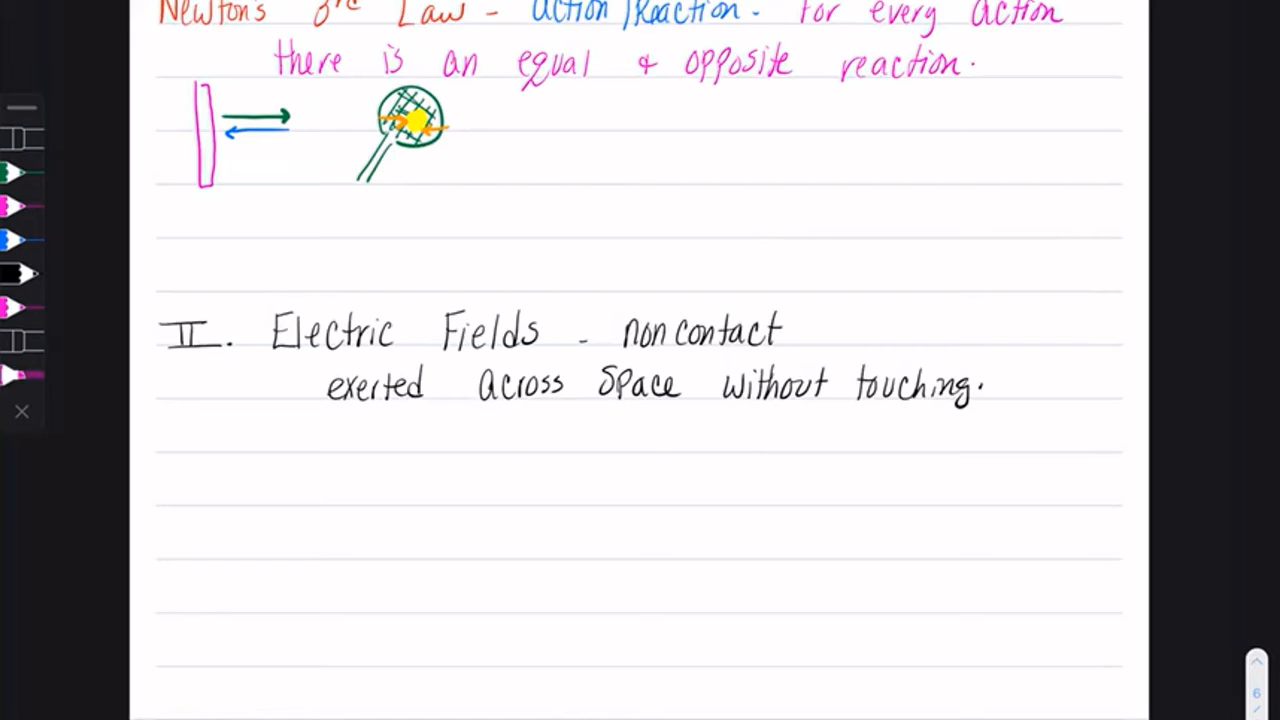 Newton's 3rd Law - Action/Reaction. For every action
there is an equal & opposite reaction.
II. Electric Fields - noncontact
exerted across space without touching.
6